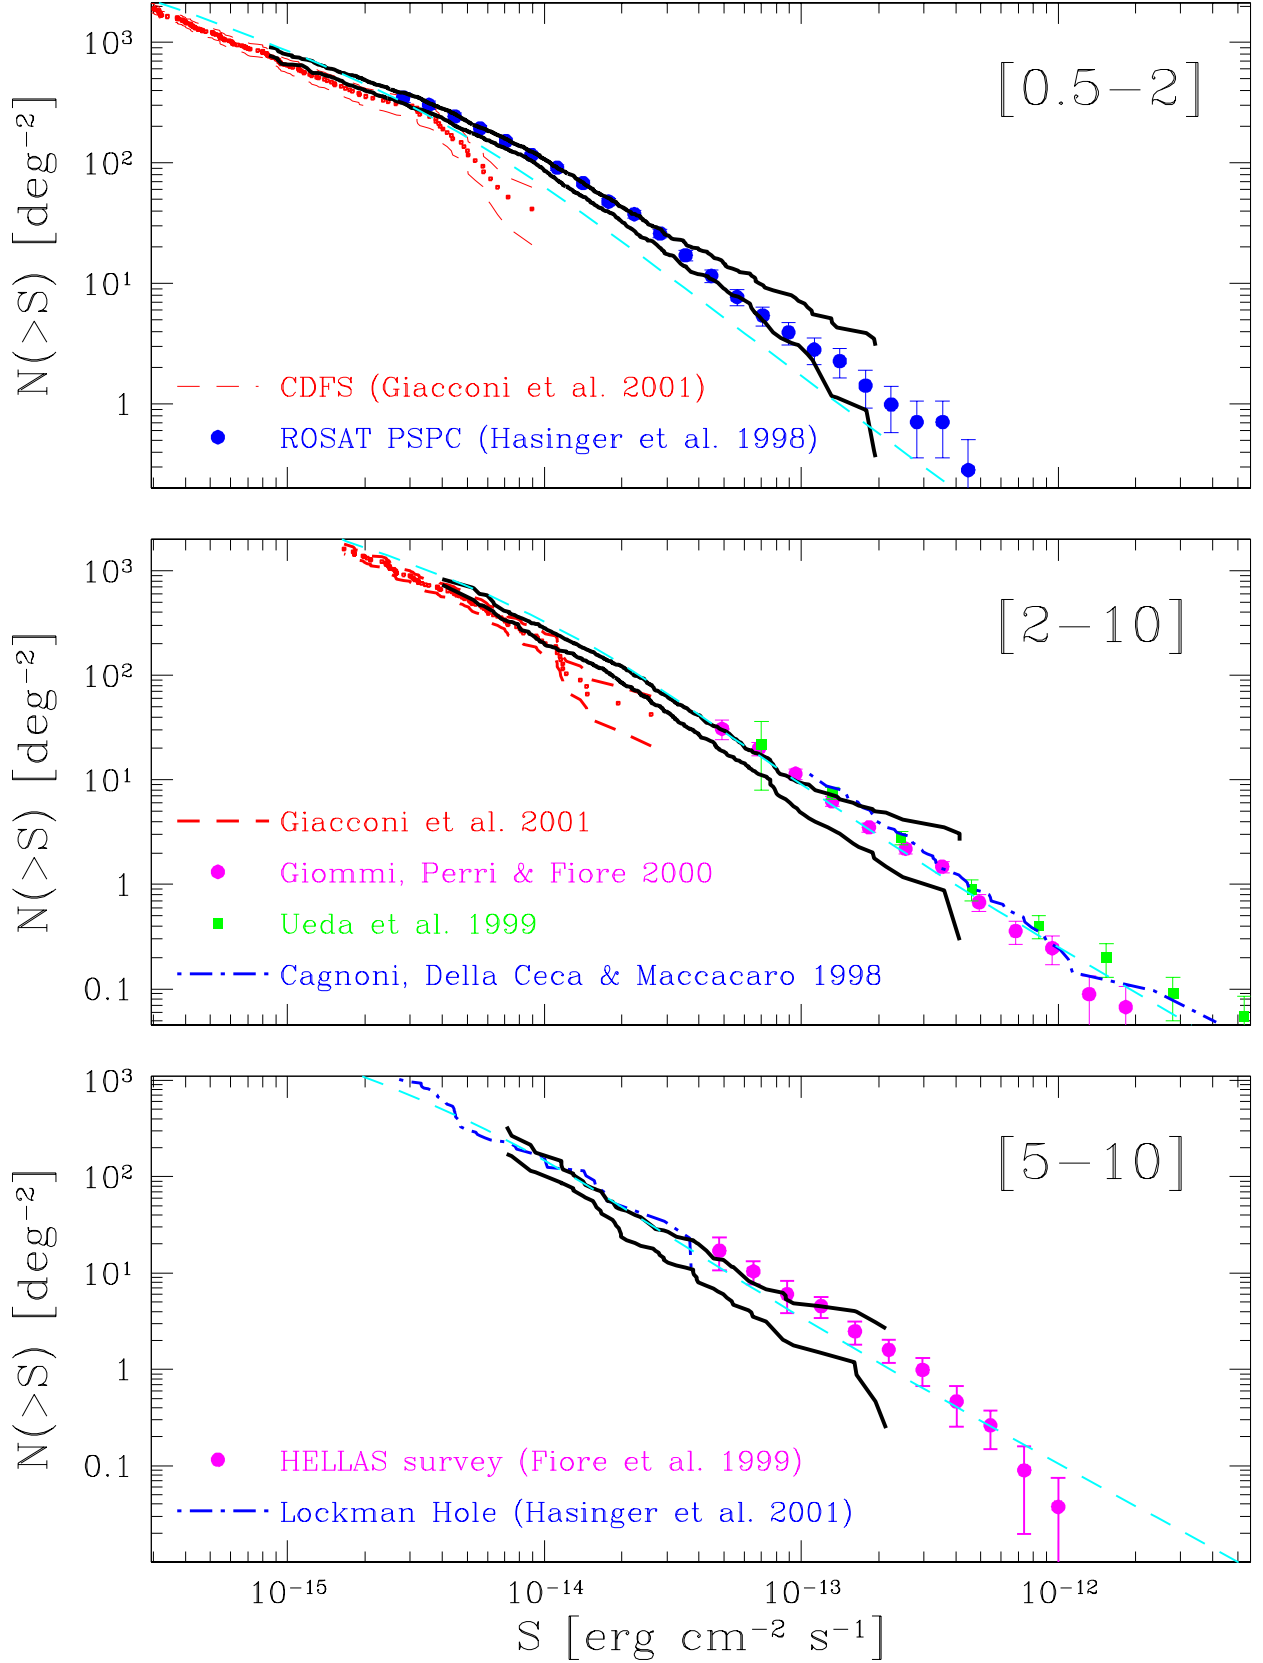 10³
[0.5−2]
10²
N(>S) [deg⁻²]
10¹
CDFS (Giacconi et al. 2001)
1
ROSAT PSPC (Hasinger et al. 1998)
10³
[2−10]
10²
N(>S) [deg⁻²]
10¹
Giacconi et al. 2001
Giommi, Perri & Fiore 2000
1
Ueda et al. 1999
Cagnoni, Della Ceca & Maccacaro 1998
0.1
10³
[5−10]
10²
N(>S) [deg⁻²]
10¹
1
HELLAS survey (Fiore et al. 1999)
0.1
Lockman Hole (Hasinger et al. 2001)
10⁻¹⁵ 10⁻¹⁴ 10⁻¹³ 10⁻¹²
S [erg cm⁻² s⁻¹]